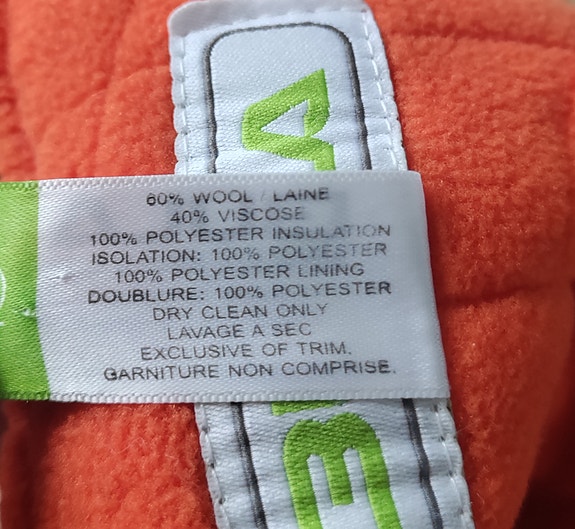 60% WOOL / LAINE
40% VISCOSE
100% POLYESTER INSULATION
ISOLATION: 100% POLYESTER
100% POLYESTER LINING
DOUBLURE: 100% POLYESTER
DRY CLEAN ONLY
LAVAGE A SEC
EXCLUSIVE OF TRIM.
GARNITURE NON COMPRISE.